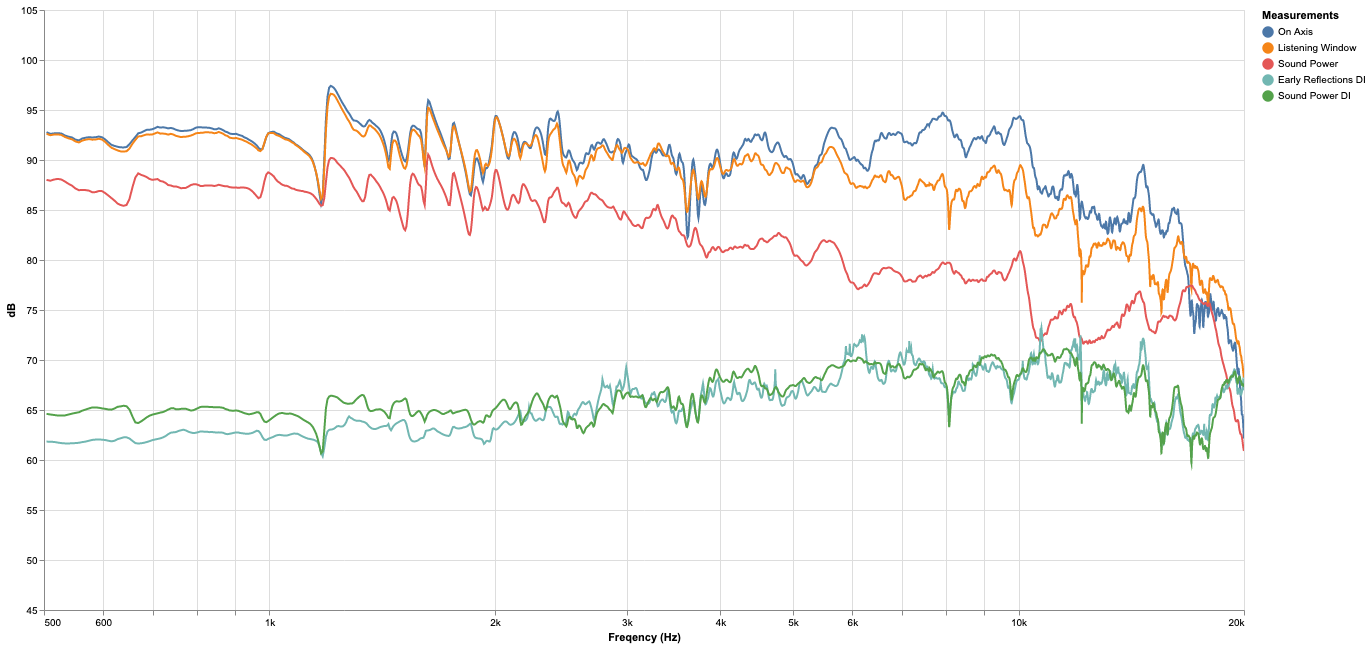 105
100
95
90
85
80
75
70
65
60
55
50
45
dB
500 600 1k 2k 3k 4k 5k 6k 10k 20k
Freqency (Hz)
Measurements
On Axis
Listening Window
Sound Power
Early Reflections DI
Sound Power DI